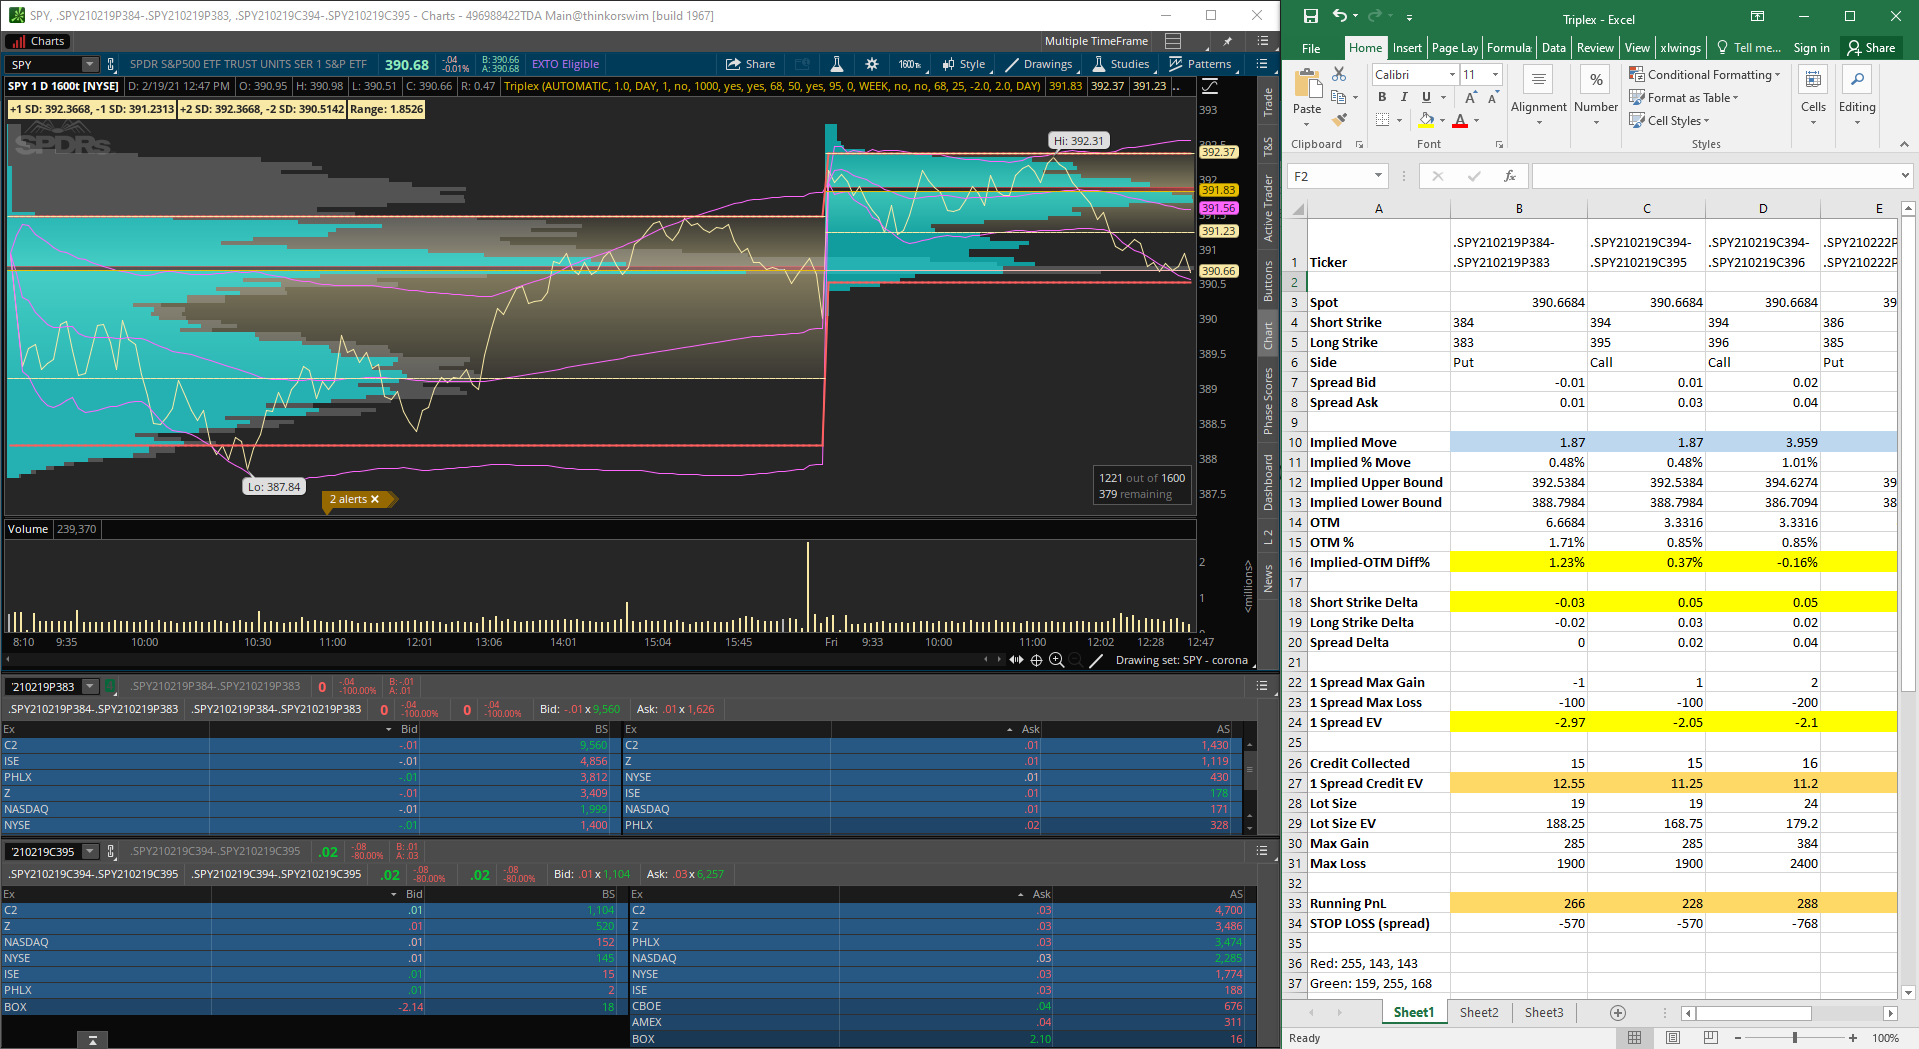 SPY, .SPY210219P384-.SPY210219P383, .SPY210219C394-.SPY210219C395 - Charts - 496988422TDA Main@thinkorswim [build 1967]
Charts
Multiple TimeFrame
SPY
SPDR S&P500 ETF TRUST UNITS SER 1 S&P ETF
390.68
-.04
-0.01%
B: 390.66
A: 390.68
EXTO Eligible
Share
1600t
Style
Drawings
Studies
Patterns
SPY 1 D 1600t [NYSE]
D: 2/19/21 12:47 PM
O: 390.95
H: 390.98
L: 390.51
C: 390.66
R: 0.47
Triplex (AUTOMATIC, 1.0, DAY, 1, no, 1000, yes, yes, 68, 50, yes, 95, 0, WEEK, no, no, 68, 25, -2.0, 2.0, DAY)
391.83
392.37
391.23
..
+1 SD: 392.3668, -1 SD: 391.2313
+2 SD: 392.3668, -2 SD: 390.5142
Range: 1.8526
SPDRs
Hi: 392.31
Lo: 387.84
2 alerts
1221 out of 1600
379 remaining
393
392.37
392
391.83
391.56
391.23
391
390.66
390.5
390
389.5
389
388.5
388
387.5
Trade
T&S
Active Trader
Buttons
Chart
Phase Scores
Dashboard
L 2
News
Volume
239,370
2
1
<millions>
8:10
9:35
10:00
10:30
11:00
12:01
13:06
14:01
15:04
15:45
Fri
9:33
10:00
11:00
12:02
12:28
12:47
Drawing set: SPY - corona
'210219P383
.SPY210219P384-.SPY210219P383
0
-.04
-100.00%
B:-.01
A: .01
.SPY210219P384-.SPY210219P383
.SPY210219P384-.SPY210219P383
0
-.04
-100.00%
0
-.04
-100.00%
Bid: -.01 x 9,560
Ask: .01 x 1,626
Ex Bid BS Ex Ask AS
C2 -.01 9,560 C2 .01 1,430
ISE -.01 4,856 Z .01 1,119
PHLX -.01 3,812 NYSE .01 430
Z -.01 3,409 ISE .01 178
NASDAQ -.01 1,999 NASDAQ .01 171
NYSE -.01 1,400 PHLX .02 328
'210219C395
.SPY210219C394-.SPY210219C395
.02
-.08
-80.00%
B: .01
A: .03
.SPY210219C394-.SPY210219C395
.SPY210219C394-.SPY210219C395
.02
-.08
-80.00%
.02
-.08
-80.00%
Bid: .01 x 1,104
Ask: .03 x 6,257
Ex Bid BS Ex Ask AS
C2 .01 1,104 C2 .03 4,700
Z .01 520 Z .03 3,486
NASDAQ .01 152 PHLX .03 3,474
NYSE .01 145 NASDAQ .03 2,285
ISE .01 15 NYSE .03 1,774
PHLX .01 2 ISE .03 188
BOX -2.14 18 CBOE .04 676
AMEX .04 311
BOX 2.10 16
Triplex - Excel
File Home Insert Page Lay Formula Data Review View xlwings Tell me... Sign in Share
Paste
Clipboard
Calibri
11
B I U
A A
A
Font
Alignment
%
Number
Conditional Formatting
Format as Table
Cell Styles
Styles
Cells
Editing
F2
fx
A B C D E
1 Ticker
.SPY210219P384-
.SPY210219P383
.SPY210219C394-
.SPY210219C395
.SPY210219C394-
.SPY210219C396
.SPY210222P
.SPY210222P
2
3 Spot 390.6684 390.6684 390.6684 39
4 Short Strike 384 394 394 386
5 Long Strike 383 395 396 385
6 Side Put Call Call Put
7 Spread Bid -0.01 0.01 0.02
8 Spread Ask 0.01 0.03 0.04
9
10 Implied Move 1.87 1.87 3.959
11 Implied % Move 0.48% 0.48% 1.01%
12 Implied Upper Bound 392.5384 392.5384 394.6274 39
13 Implied Lower Bound 388.7984 388.7984 386.7094 38
14 OTM 6.6684 3.3316 3.3316
15 OTM % 1.71% 0.85% 0.85%
16 Implied-OTM Diff% 1.23% 0.37% -0.16%
17
18 Short Strike Delta -0.03 0.05 0.05
19 Long Strike Delta -0.02 0.03 0.02
20 Spread Delta 0 0.02 0.04
21
22 1 Spread Max Gain -1 1 2
23 1 Spread Max Loss -100 -100 -200
24 1 Spread EV -2.97 -2.05 -2.1
25
26 Credit Collected 15 15 16
27 1 Spread Credit EV 12.55 11.25 11.2
28 Lot Size 19 19 24
29 Lot Size EV 188.25 168.75 179.2
30 Max Gain 285 285 384
31 Max Loss 1900 1900 2400
32
33 Running PnL 266 228 288
34 STOP LOSS (spread) -570 -570 -768
35
36 Red: 255, 143, 143
37 Green: 159, 255, 168
Sheet1 Sheet2 Sheet3
Ready
100%